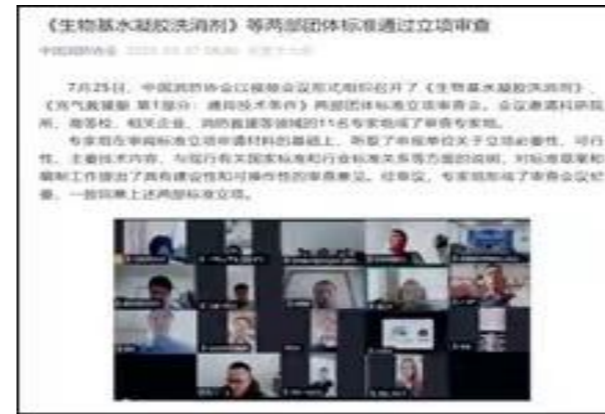 《生物基水凝胶洗消剂》等两部团体标准通过立项审查
中国消防协会
7月25日，中国消防协会以视频会议形式组织召开了《生物基水凝胶洗消剂》、
《充气救援艇 第1部分：通用技术条件》两部团体标准立项审查会。会议邀请科研院
所、高等校、相关企业、消防救援等领域的11名专家组成了审查专家组。
专家组在审阅标准立项申请材料的基础上，听取了申报单位关于立项必要性、可行
性、主要技术内容、与现行有关国家标准和行业标准关系等方面的说明，对标准草案和
编制工作提出了具有建设性和可操作性的审查意见。经审议，专家组形成了审查会议纪
要，一致同意上述两部标准立项。